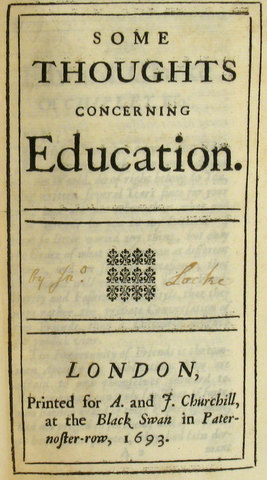 SOME
THOUGHTS
CONCERNING
Education.
By Jno. Locke
LONDON,
Printed for A. and J. Churchill,
at the Black Swan in Pater-
noſter-row, 1693.